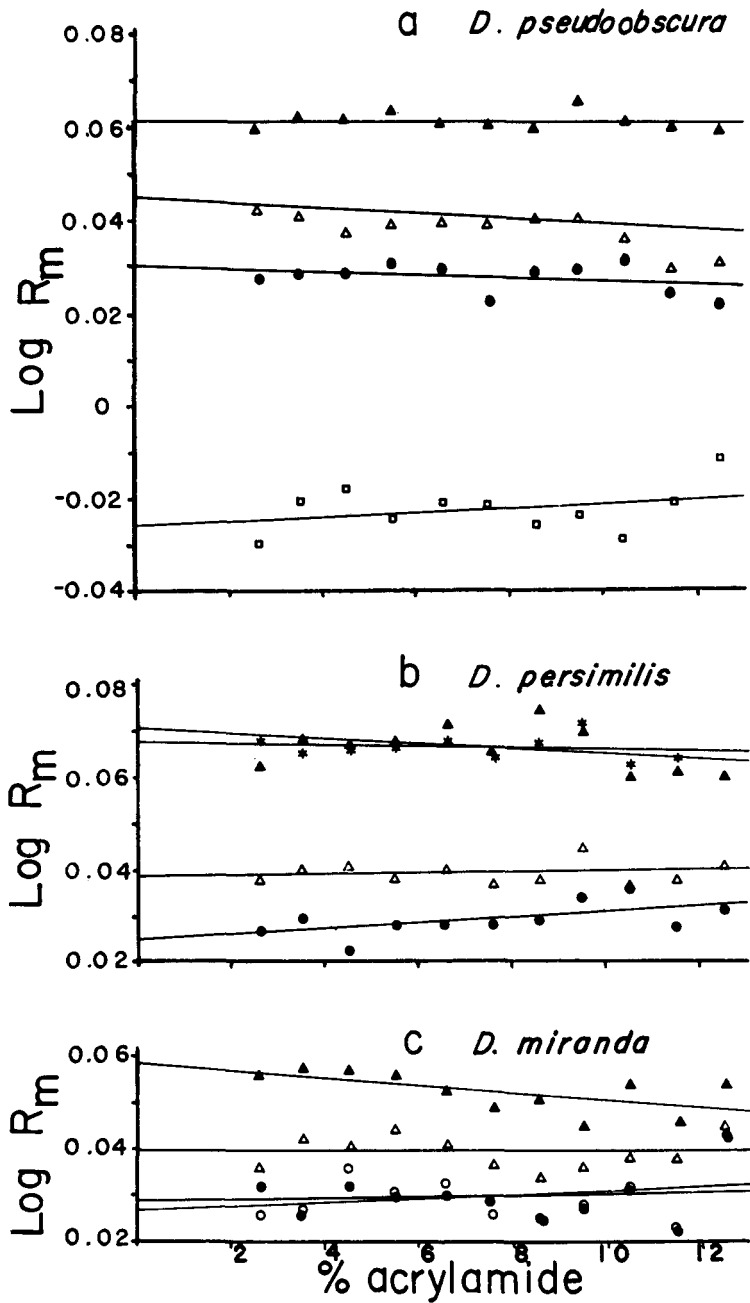 a D. pseudoobscura
0.08
0.06
0.04
0.02
0
-0.02
-0.04
Log Rm
b D. persimilis
0.08
0.06
0.04
0.02
Log Rm
c D. miranda
0.06
0.04
0.02
Log Rm
2 4 6 8 10 12
% acrylamide